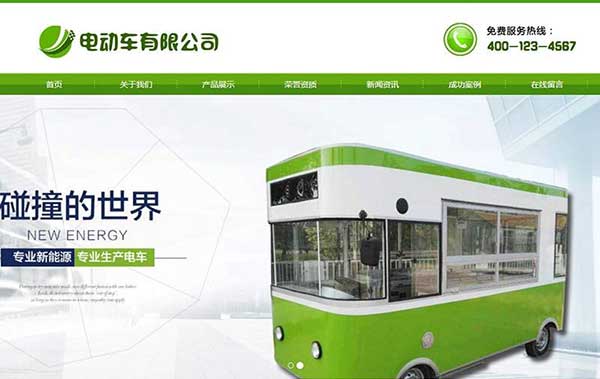 电动车有限公司
免费服务热线：
400-123-4567
首页 关于我们 产品展示 荣誉资质 新闻资讯 成功案例 在线留言
碰撞的世界
NEW ENERGY
专业新能源 专业生产电车